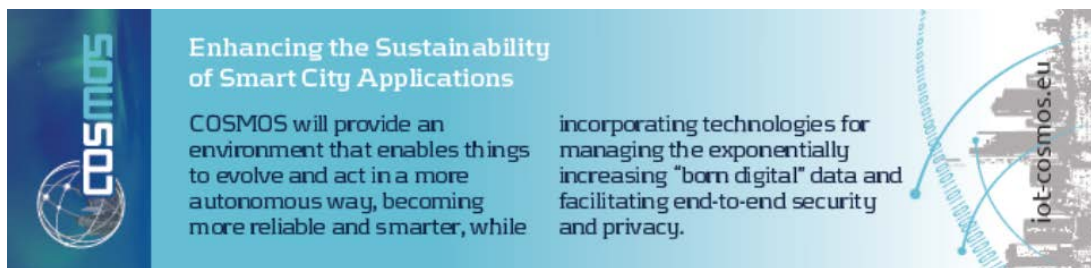 COSMOS
Enhancing the Sustainability
of Smart City Applications
COSMOS will provide an
environment that enables things
to evolve and act in a more
autonomous way, becoming
more reliable and smarter, while
incorporating technologies for
managing the exponentially
increasing “born digital” data and
facilitating end-to-end security
and privacy.
iot-cosmos.eu